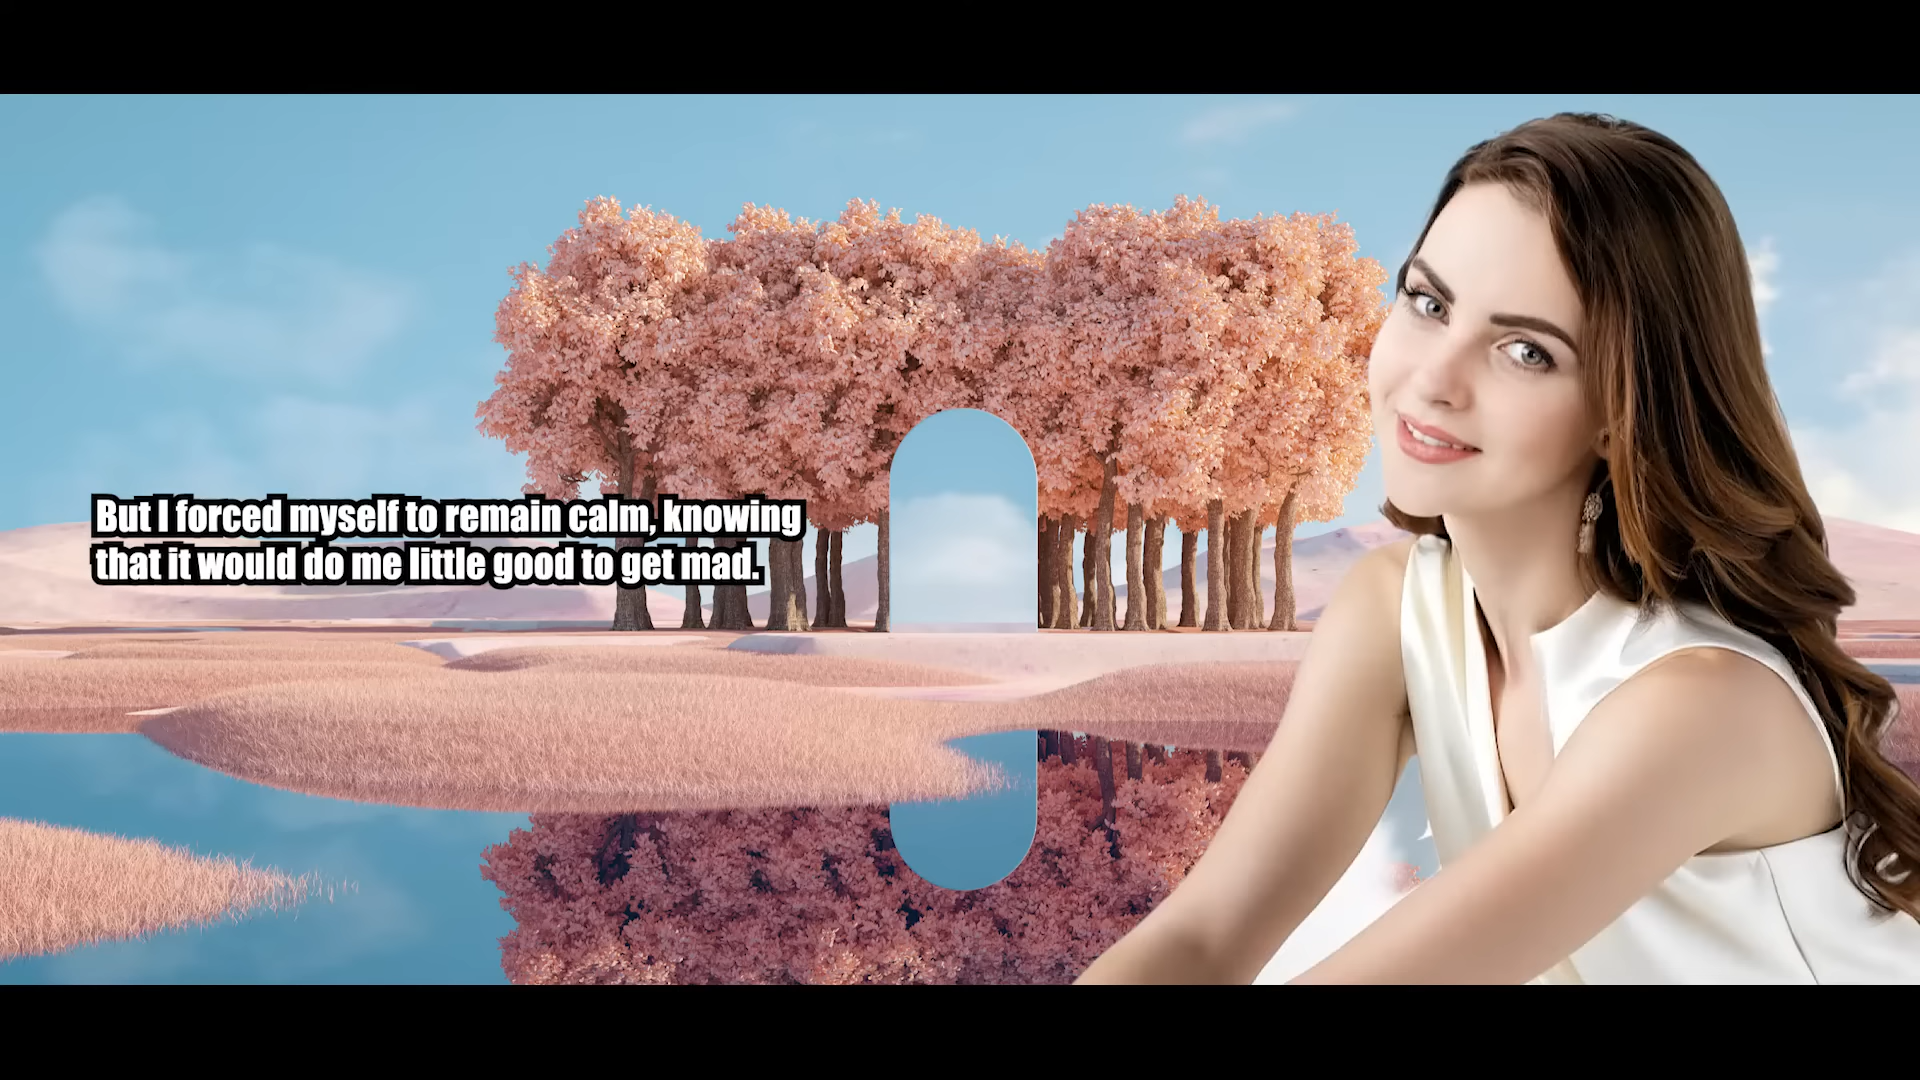 But I forced myself to remain calm, knowing
that it would do me little good to get mad.